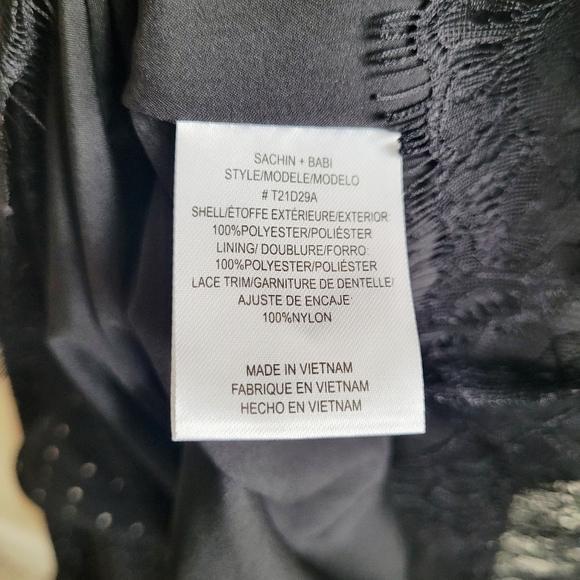 SACHIN + BABI
STYLE/MODELE/MODELO
# T21D29A
SHELL/ÉTOFFE EXTÉRIEURE/EXTERIOR:
100%POLYESTER/POLIÉSTER
LINING/ DOUBLURE/FORRO:
100%POLYESTER/POLIÉSTER
LACE TRIM/GARNITURE DE DENTELLE/
AJUSTE DE ENCAJE:
100%NYLON
MADE IN VIETNAM
FABRIQUE EN VIETNAM
HECHO EN VIETNAM